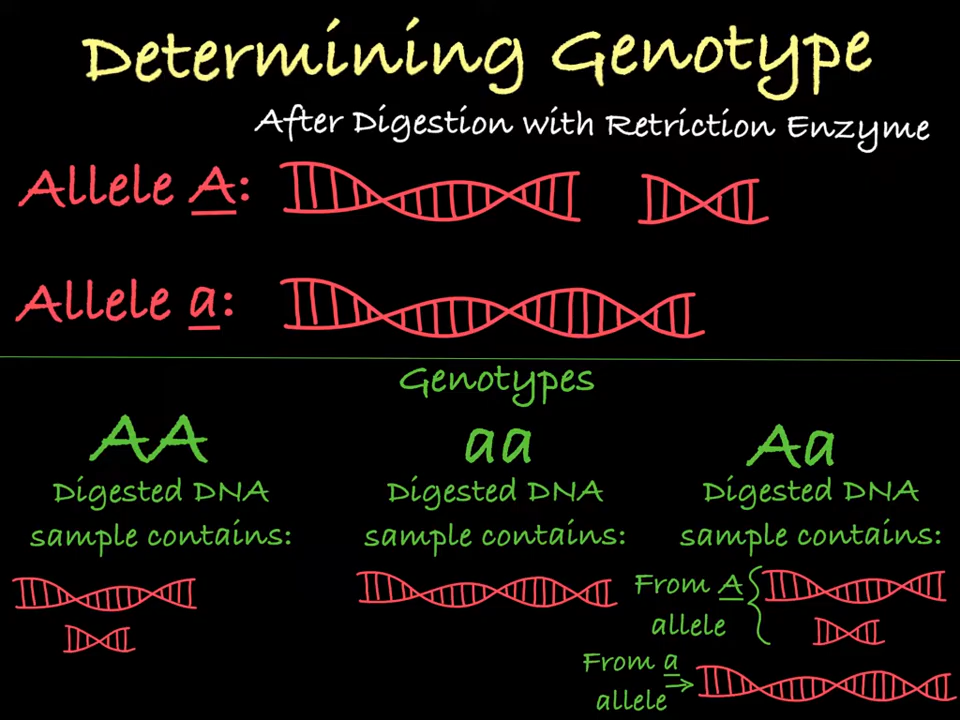 Determining Genotype
After Digestion with Retriction Enzyme
Allele A:
Allele a:
Genotypes
AA
Digested DNA
sample contains:
aa
Digested DNA
sample contains:
Aa
Digested DNA
sample contains:
From A
allele
From a
allele